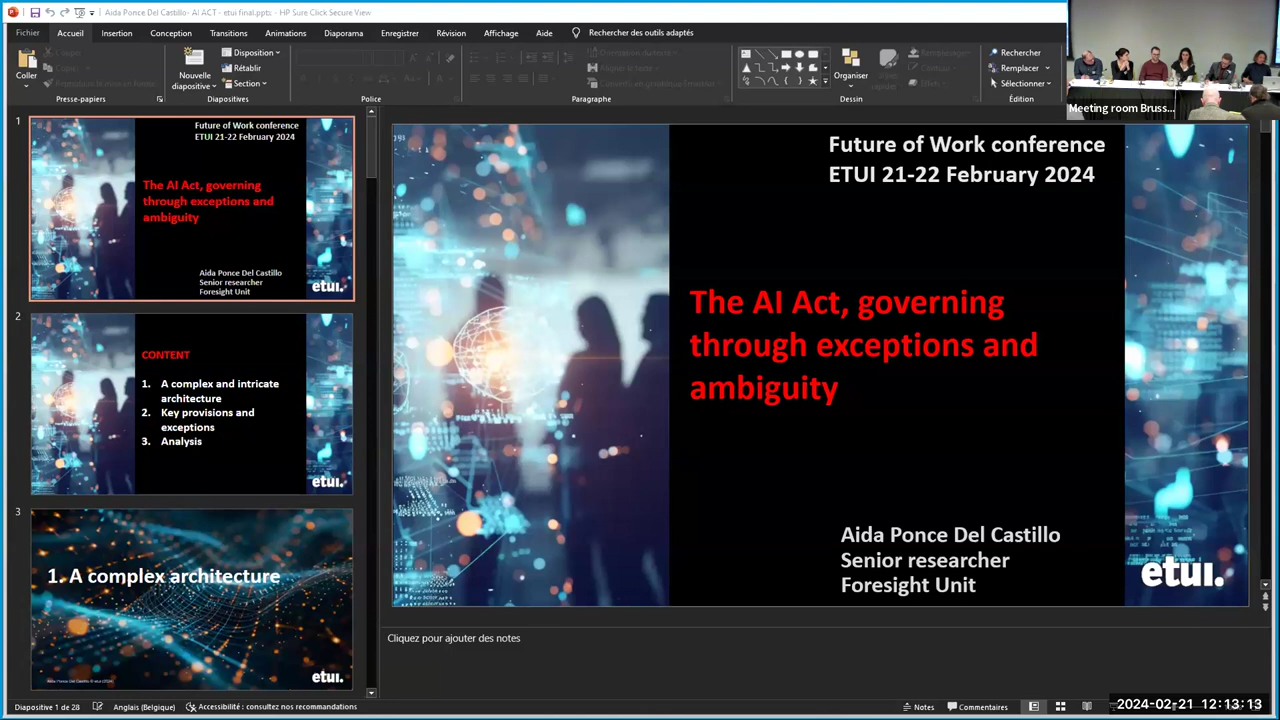 Aida Ponce Del Castillo- AI ACT - etui final.pptx - HP Sure Click Secure View
Fichier Accueil Insertion Conception Transitions Animations Diaporama Enregistrer Révision Affichage Aide Rechercher des outils adaptés
Coller
Presse-papiers
Nouvelle
diapositive
Disposition
Rétablir
Section
Diapositives
Police
Paragraphe
Organiser
Dessin
Rechercher
Remplacer
Sélectionner
Édition
Meeting room Bruss...
1
Future of Work conference
ETUI 21-22 February 2024
The AI Act, governing
through exceptions and
ambiguity
Aida Ponce Del Castillo
Senior researcher
Foresight Unit
etui.
2
CONTENT
1. A complex and intricate
architecture
2. Key provisions and
exceptions
3. Analysis
etui.
3
1. A complex architecture
Aida Ponce Del Castillo © etui (2024)
etui.
Future of Work conference
ETUI 21-22 February 2024
The AI Act, governing
through exceptions and
ambiguity
Aida Ponce Del Castillo
Senior researcher
Foresight Unit
etui.
Cliquez pour ajouter des notes
Diapositive 1 de 28 Anglais (Belgique) Accessibilité : consultez nos recommandations Notes Commentaires
2024-02-21 12:13:13